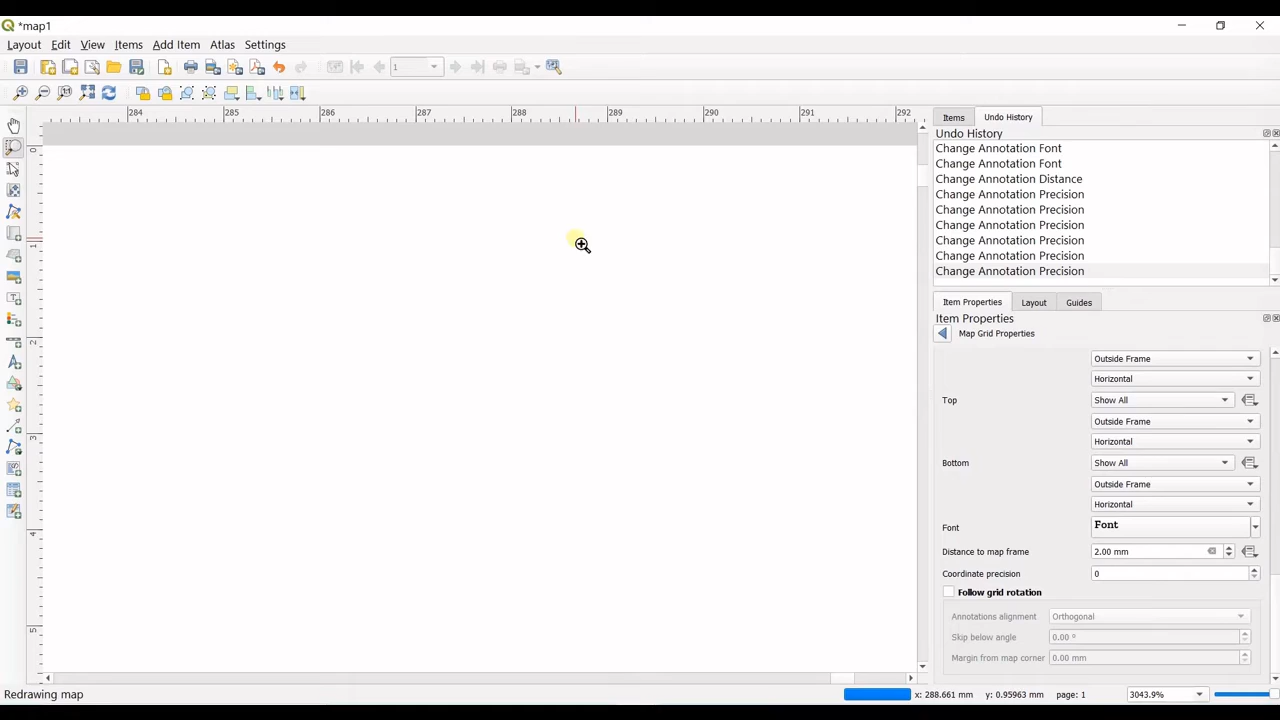 *map1
Layout Edit View Items Add Item Atlas Settings
1
284 285 286 287 288 289 290 291 292
0
1
2
3
4
5
Items Undo History
Undo History
Change Annotation Font
Change Annotation Font
Change Annotation Distance
Change Annotation Precision
Change Annotation Precision
Change Annotation Precision
Change Annotation Precision
Change Annotation Precision
Change Annotation Precision
Item Properties Layout Guides
Item Properties
Map Grid Properties
Outside Frame
Horizontal
Top Show All
Outside Frame
Horizontal
Bottom Show All
Outside Frame
Horizontal
Font Font
Distance to map frame 2.00 mm
Coordinate precision 0
Follow grid rotation
Annotations alignment Orthogonal
Skip below angle 0.00 °
Margin from map corner 0.00 mm
Redrawing map x: 288.661 mm y: 0.95963 mm page: 1 3043.9%